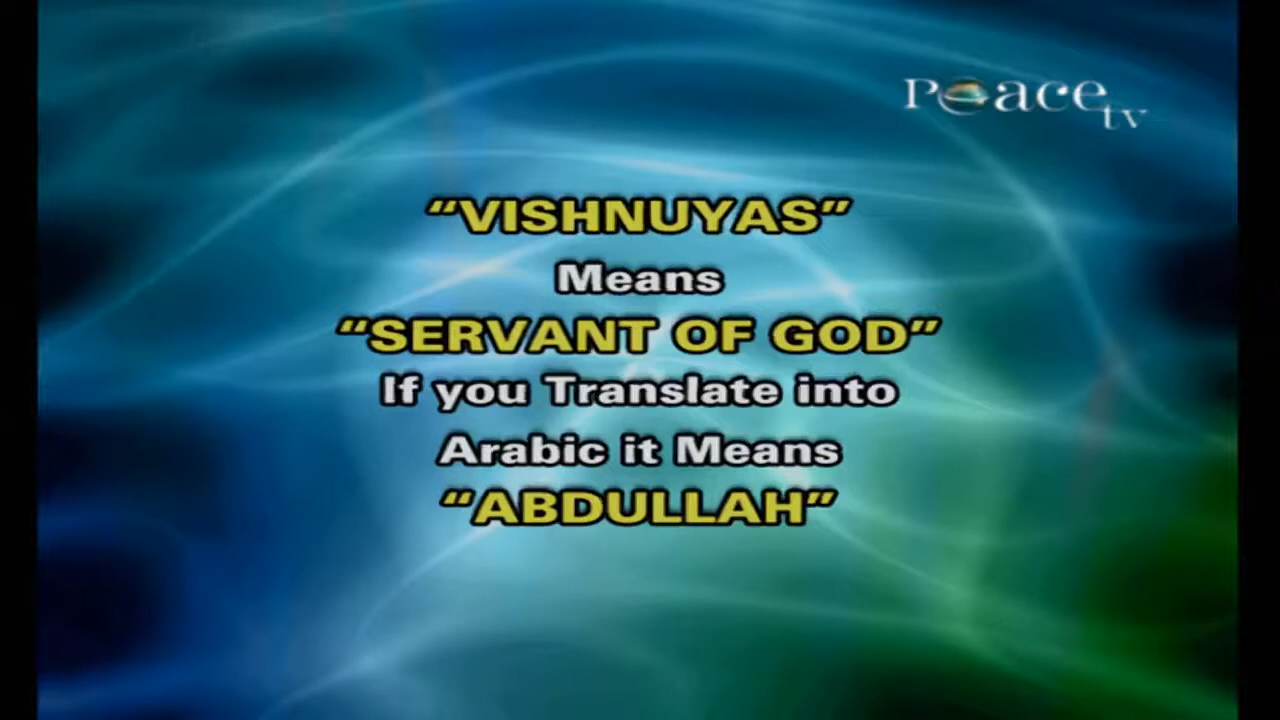 Peace tv
“VISHNUYAS”
Means
“SERVANT OF GOD”
If you Translate into
Arabic it Means
“ABDULLAH”